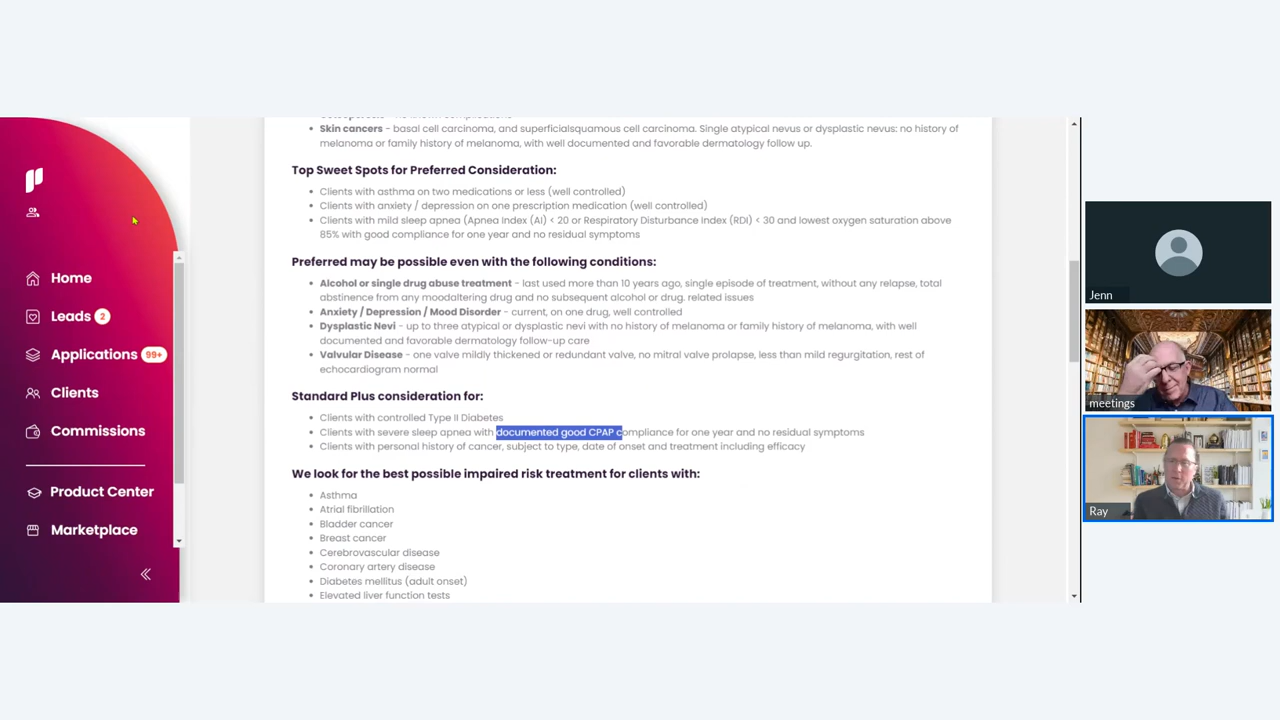 Skin cancers - basal cell carcinoma, and superficialsquamous cell carcinoma. Single atypical nevus or dysplastic nevus: no history of
melanoma or family history of melanoma, with well documented and favorable dermatology follow up.
Top Sweet Spots for Preferred Consideration:
Clients with asthma on two medications or less (well controlled)
Clients with anxiety / depression on one prescription medication (well controlled)
Clients with mild sleep apnea (Apnea Index (AI) < 20 or Respiratory Disturbance Index (RDI) < 30 and lowest oxygen saturation above
85% with good compliance for one year and no residual symptoms
Preferred may be possible even with the following conditions:
Alcohol or single drug abuse treatment - last used more than 10 years ago, single episode of treatment, without any relapse, total
abstinence from any moodaltering drug and no subsequent alcohol or drug. related issues
Anxiety / Depression / Mood Disorder - current, on one drug, well controlled
Dysplastic Nevi - up to three atypical or dysplastic nevi with no history of melanoma or family history of melanoma, with well
documented and favorable dermatology follow-up care
Valvular Disease - one valve mildly thickened or redundant valve, no mitral valve prolapse, less than mild regurgitation, rest of
echocardiogram normal
Standard Plus consideration for:
Clients with controlled Type II Diabetes
Clients with severe sleep apnea with documented good CPAP compliance for one year and no residual symptoms
Clients with personal history of cancer, subject to type, date of onset and treatment including efficacy
We look for the best possible impaired risk treatment for clients with:
Asthma
Atrial fibrillation
Bladder cancer
Breast cancer
Cerebrovascular disease
Coronary artery disease
Diabetes mellitus (adult onset)
Elevated liver function tests
Home
Leads 2
Applications 99+
Clients
Commissions
Product Center
Marketplace
Jenn
meetings
Ray